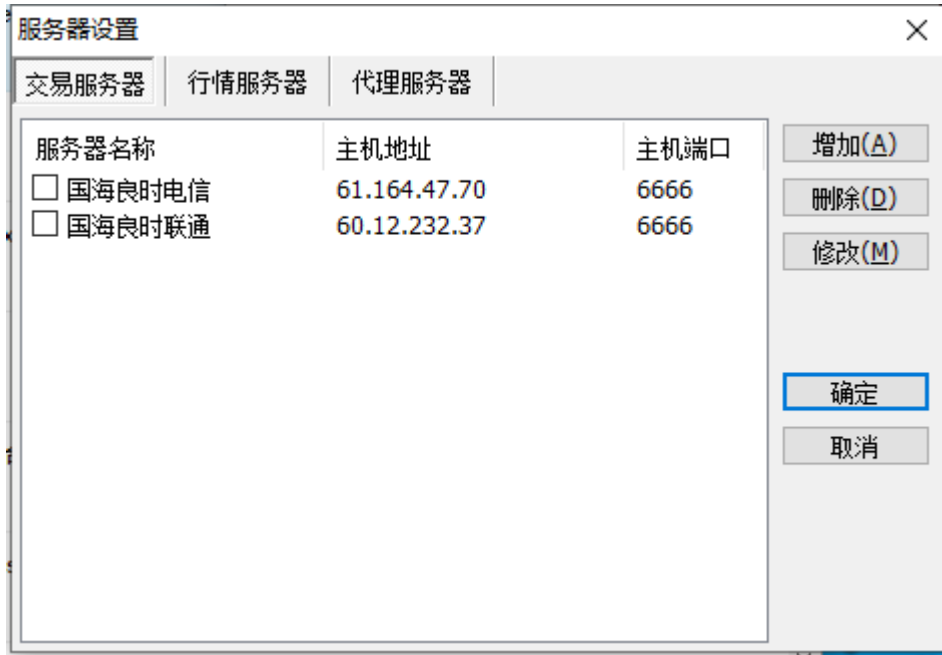 服务器设置
交易服务器 行情服务器 代理服务器
服务器名称 主机地址 主机端口
国海良时电信 61.164.47.70 6666
国海良时联通 60.12.232.37 6666
增加(A)
删除(D)
修改(M)
确定
取消